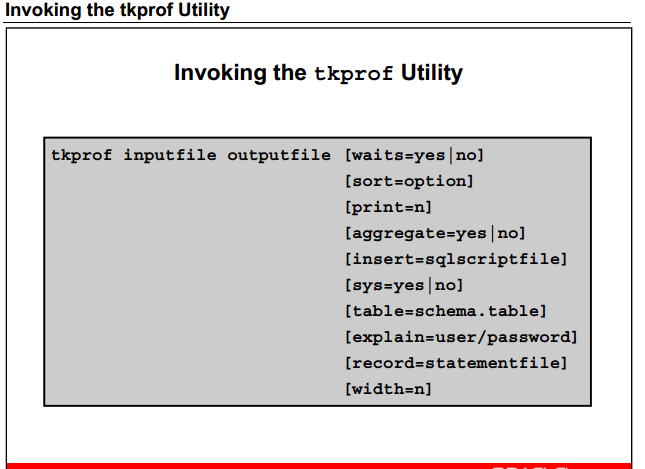 Invoking the tkprof Utility
Invoking the tkprof Utility
tkprof inputfile outputfile [waits=yes|no]
[sort=option]
[print=n]
[aggregate=yes|no]
[insert=sqlscriptfile]
[sys=yes|no]
[table=schema.table]
[explain=user/password]
[record=statementfile]
[width=n]